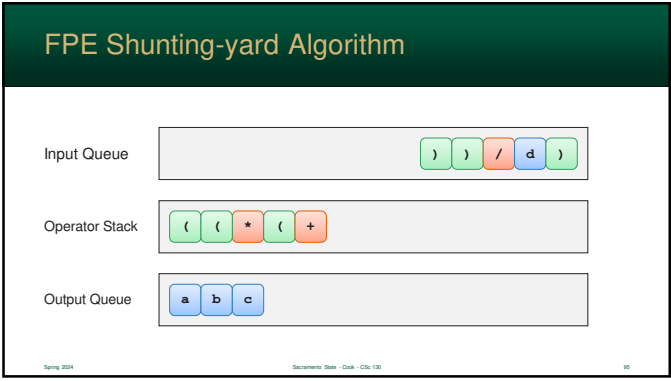 FPE Shunting-yard Algorithm
Input Queue
) ) / d )
Operator Stack
( ( * ( +
Output Queue
a b c
Spring 2024
Sacramento State - Cook - CSc 130
95